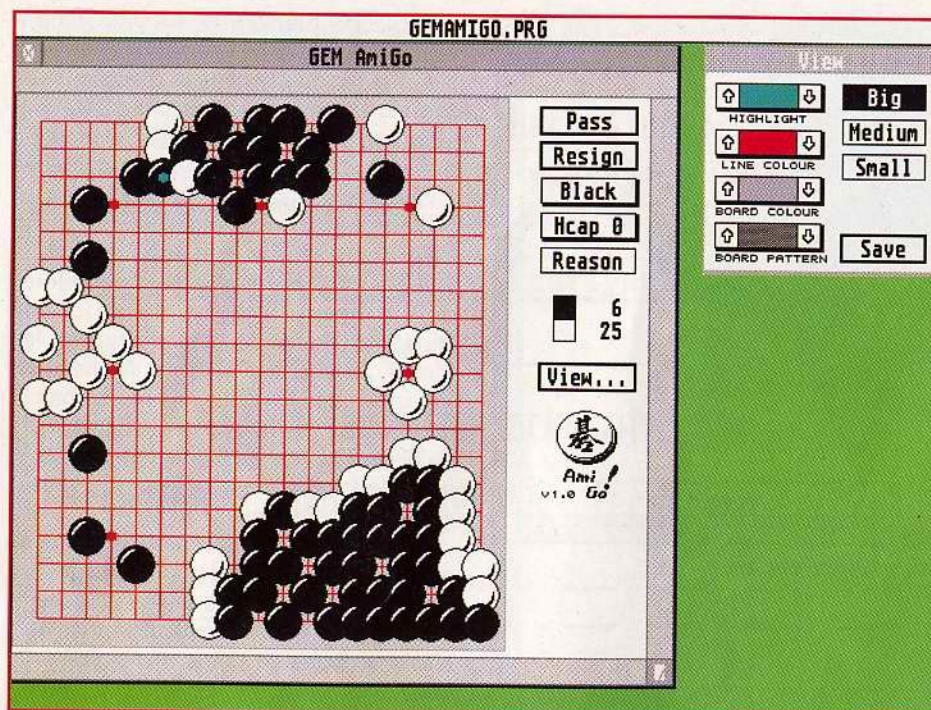 GEMAMIGO.PRG
GEM AmiGo
Pass
Resign
Black
Hcap 0
Reason
6
25
View...
碁
Ami!
v1.0 Go
View
HIGHLIGHT
LINE COLOUR
BOARD COLOUR
BOARD PATTERN
Big
Medium
Small
Save